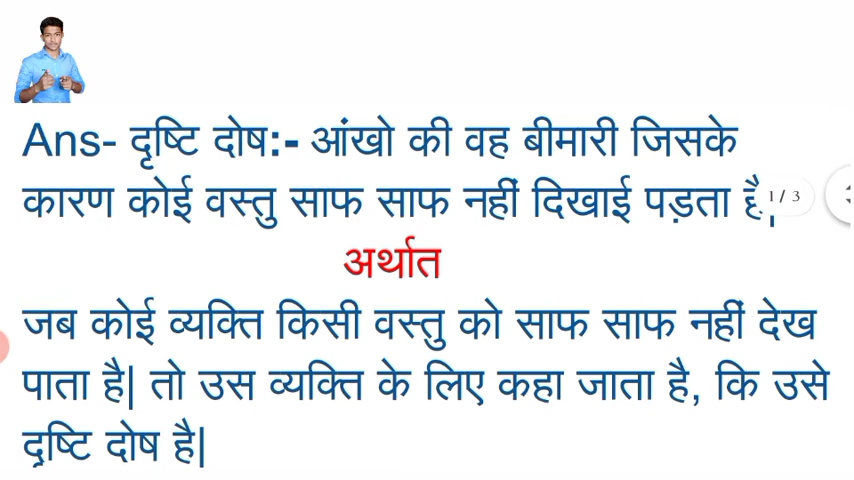 Ans- दृष्टि दोष:- आंखो की वह बीमारी जिसके
कारण कोई वस्तु साफ साफ नहीं दिखाई पड़ता है|
1 / 3
अर्थात
जब कोई व्यक्ति किसी वस्तु को साफ साफ नहीं देख
पाता है| तो उस व्यक्ति के लिए कहा जाता है, कि उसे
दृष्टि दोष है|